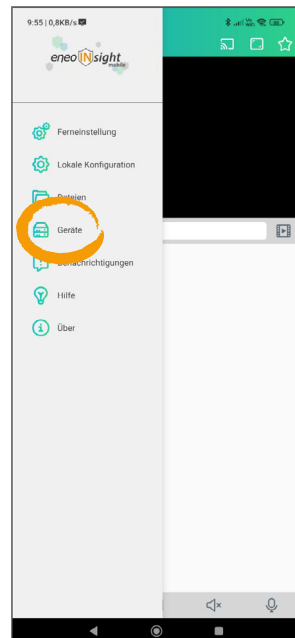 9:55 | 0,8KB/s
eneo INsight
mobile
Ferneinstellung
Lokale Konfiguration
Dateien
Geräte
Benachrichtigungen
Hilfe
Über